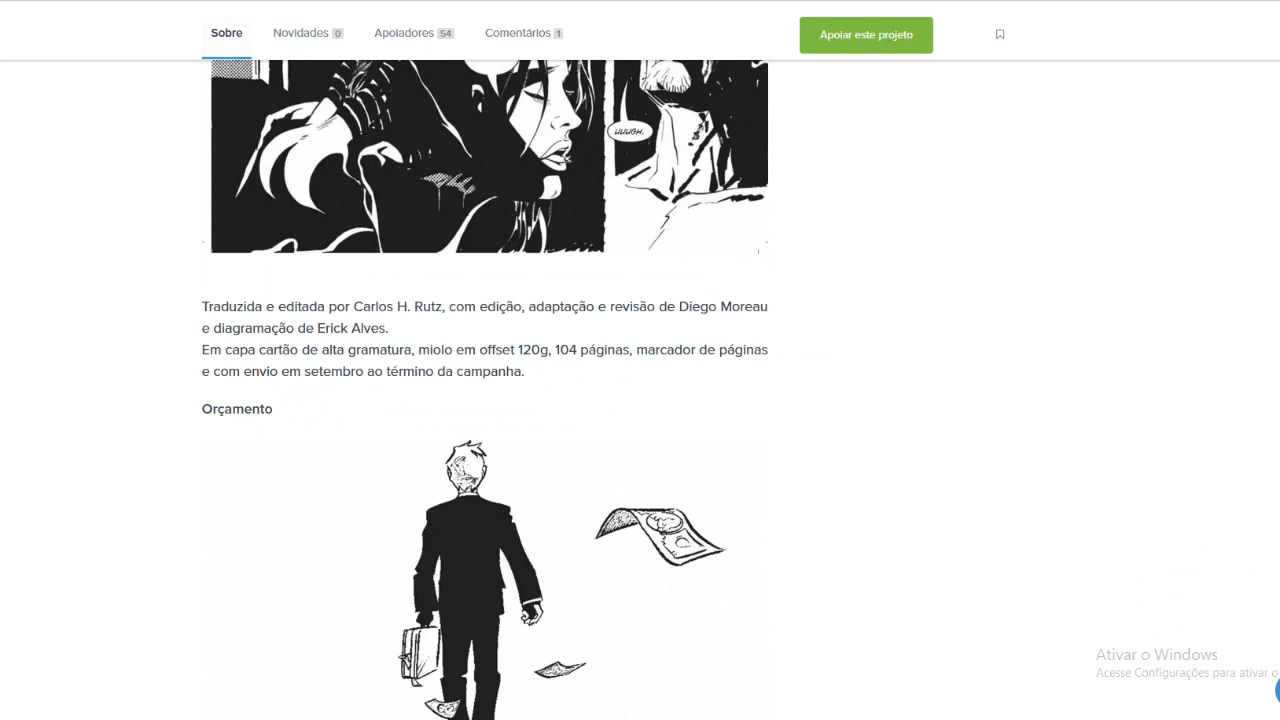 Sobre
Novidades 0
Apoiadores 54
Comentários 1
Apoiar este projeto
UUUGH.
Traduzida e editada por Carlos H. Rutz, com edição, adaptação e revisão de Diego Moreau
e diagramação de Erick Alves.
Em capa cartão de alta gramatura, miolo em offset 120g, 104 páginas, marcador de páginas
e com envio em setembro ao término da campanha.
Orçamento
Ativar o Windows
Acesse Configurações para ativar o